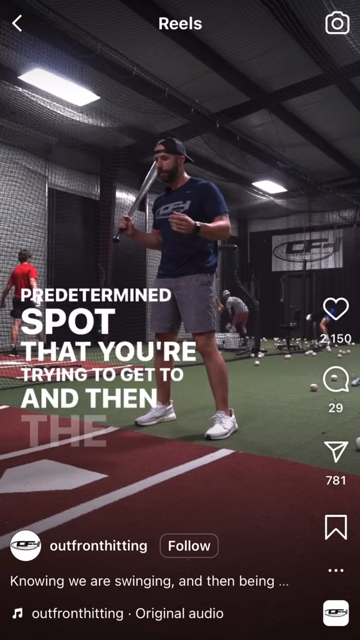 Reels
PREDETERMINED
SPOT
THAT YOU'RE
TRYING TO GET TO
AND THEN
THE
2,150
29
781
outfronthitting
Follow
Knowing we are swinging, and then being ...
outfronthitting · Original audio